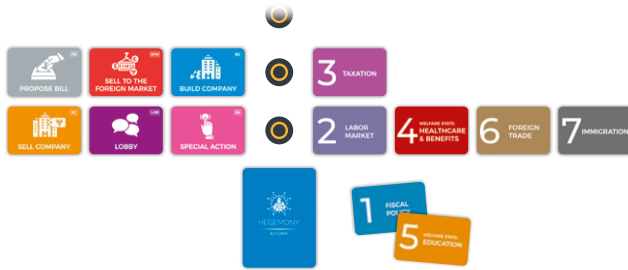 PROPOSE BILL
SELL TO THE
FOREIGN MARKET
BUILD COMPANY
3 TAXATION
SELL COMPANY
LOBBY
SPECIAL ACTION
2 LABOR
MARKET
4 WELFARE STATE:
HEALTHCARE
& BENEFITS
6 FOREIGN
TRADE
7 IMMIGRATION
HEGEMONY
AUTOMA
1 FISCAL
POLICY
5 WELFARE STATE:
EDUCATION